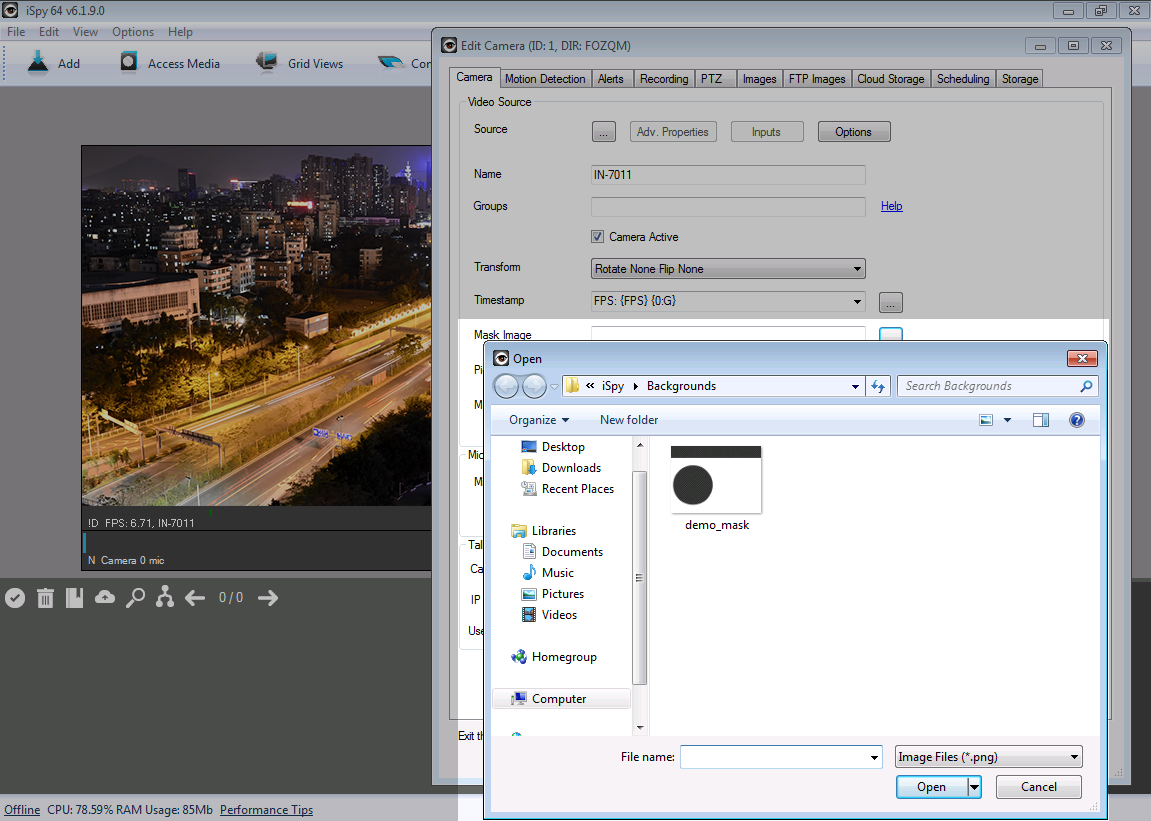 iSpy 64 v6.1.9.0
File Edit View Options Help
Add Access Media Grid Views Con
Edit Camera (ID: 1, DIR: FOZQM)
Camera Motion Detection Alerts Recording PTZ Images FTP Images Cloud Storage Scheduling Storage
Video Source
Source ... Adv. Properties Inputs Options
Name IN-7011
Groups Help
Camera Active
Transform Rotate None Flip None
Timestamp FPS: {FPS} {0:G} ...
Mask Image
Open
« iSpy Backgrounds Search Backgrounds
Organize New folder
Desktop
Downloads
Recent Places
Libraries
Documents
Music
Pictures
Videos
Homegroup
Computer
demo_mask
File name: Image Files (*.png)
Open Cancel
Pi
M
Mic
M
Tal
Ca
IP
Use
Exit th
!D FPS: 6.71, IN-7011
N Camera 0 mic
0 / 0
Offline CPU: 78.59% RAM Usage: 85Mb Performance Tips